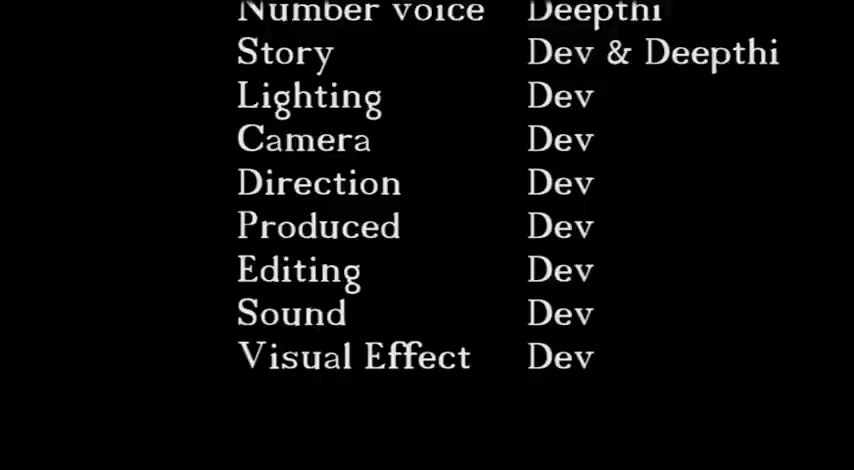 Number voice Deepthi
Story Dev & Deepthi
Lighting Dev
Camera Dev
Direction Dev
Produced Dev
Editing Dev
Sound Dev
Visual Effect Dev